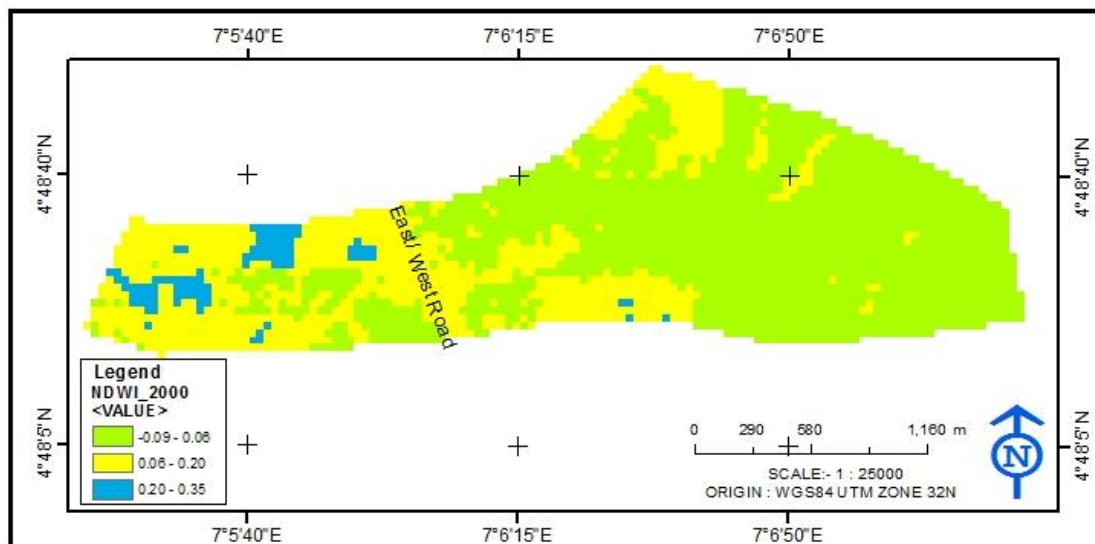 7°5'40"E 7°6'15"E 7°6'50"E
4°48'40"N
4°48'40"N
East/ West Road
Legend
NDWI_2000
<VALUE>
-0.09 - 0.06
0.06 - 0.20
0.20 - 0.35
4°48'5"N
4°48'5"N
0 290 580 1,160 m
SCALE:- 1 : 25000
ORIGIN : WGS84 UTM ZONE 32N
N
7°5'40"E 7°6'15"E 7°6'50"E